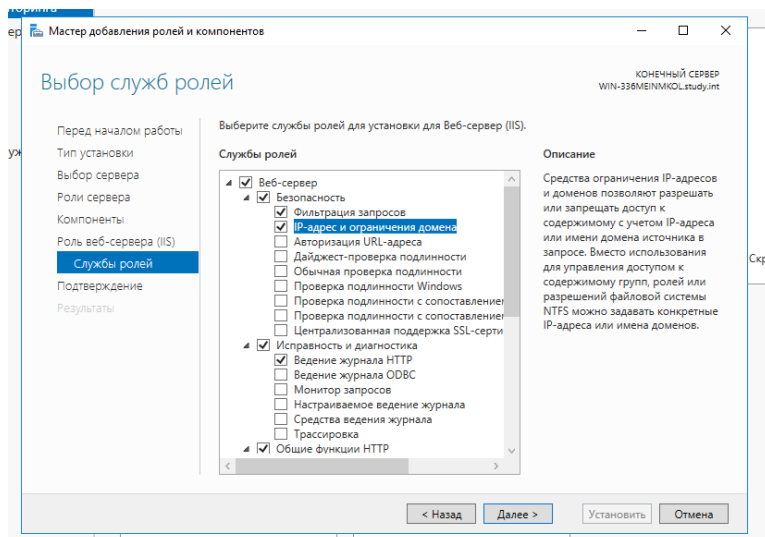 торинга
ер
Мастер добавления ролей и компонентов
Выбор служб ролей
КОНЕЧНЫЙ СЕРВЕР
WIN-336MEINMKOL.study.int
Перед началом работы
Тип установки
Выбор сервера
Роли сервера
Компоненты
Роль веб-сервера (IIS)
Службы ролей
Подтверждение
Результаты
Выберите службы ролей для установки для Веб-сервер (IIS).
Службы ролей
Веб-сервер
Безопасность
Фильтрация запросов
IP-адрес и ограничения домена
Авторизация URL-адреса
Дайджест-проверка подлинности
Обычная проверка подлинности
Проверка подлинности Windows
Проверка подлинности с сопоставлением
Проверка подлинности с сопоставлением
Централизованная поддержка SSL-серти
Исправность и диагностика
Ведение журнала HTTP
Ведение журнала ODBC
Монитор запросов
Настраиваемое ведение журнала
Средства ведения журнала
Трассировка
Общие функции HTTP
Описание
Средства ограничения IP-адресов
и доменов позволяют разрешать
или запрещать доступ к
содержимому с учетом IP-адреса
или имени домена источника в
запросе. Вместо использования
для управления доступом к
содержимому групп, ролей или
разрешений файловой системы
NTFS можно задавать конкретные
IP-адреса или имена доменов.
уж
Скр
< Назад
Далее >
Установить
Отмена